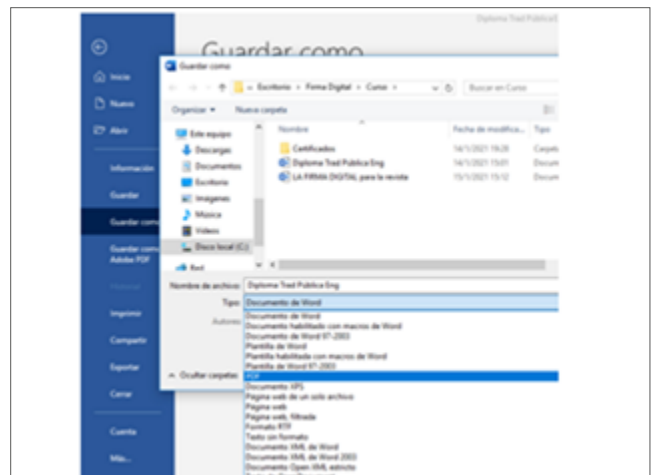 Diploma Trad Pública E
Guardar como
Inicio
Nuevo
Abrir
Información
Guardar
Guardar como
Guardar como
Adobe PDF
Imprimir
Compartir
Exportar
Cerrar
Cuenta
Más...
Guardar como
« Escritorio › Firma Digital › Curso ›
Buscar en Curso
Organizar
Nueva carpeta
Este equipo
Descargas
Documentos
Escritorio
Imágenes
Música
Videos
Disco local (C:)
Red
Nombre Fecha de modifica... Tipo
Certificados 14/1/2021 19:28 Carpet
Diploma Trad Pública Eng 14/1/2021 15:01 Docum
LA FIRMA DIGITAL para la revista 15/1/2021 15:12 Docum
Nombre de archivo: Diploma Trad Pública Eng
Tipo: Documento de Word
Autores:
Documento de Word
Documento habilitado con macros de Word
Documento de Word 97-2003
Plantilla de Word
Plantilla habilitada con macros de Word
Plantilla de Word 97-2003
PDF
Documento XPS
Página web de un solo archivo
Página web
Página web, filtrada
Formato RTF
Texto sin formato
Documento XML de Word
Documento XML de Word 2003
Documento Open XML estricto
Ocultar carpetas